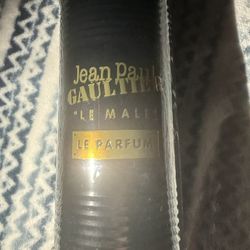 Jean Paul
GAULTIER
"LE MALE"
LE PARFUM